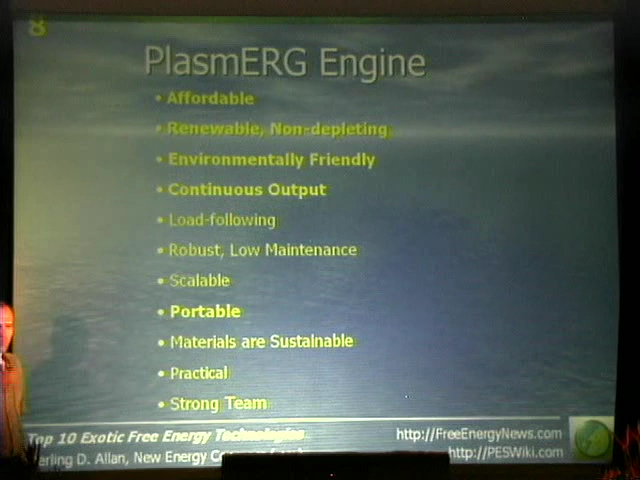 8
PlasmERG Engine
• Affordable
• Renewable, Non-depleting
• Environmentally Friendly
• Continuous Output
• Load-following
• Robust, Low Maintenance
• Scalable
• Portable
• Materials are Sustainable
• Practical
• Strong Team
Top 10 Exotic Free Energy Technologies
http://FreeEnergyNews.com
erling D. Allan, New Energy
http://PESWiki.com